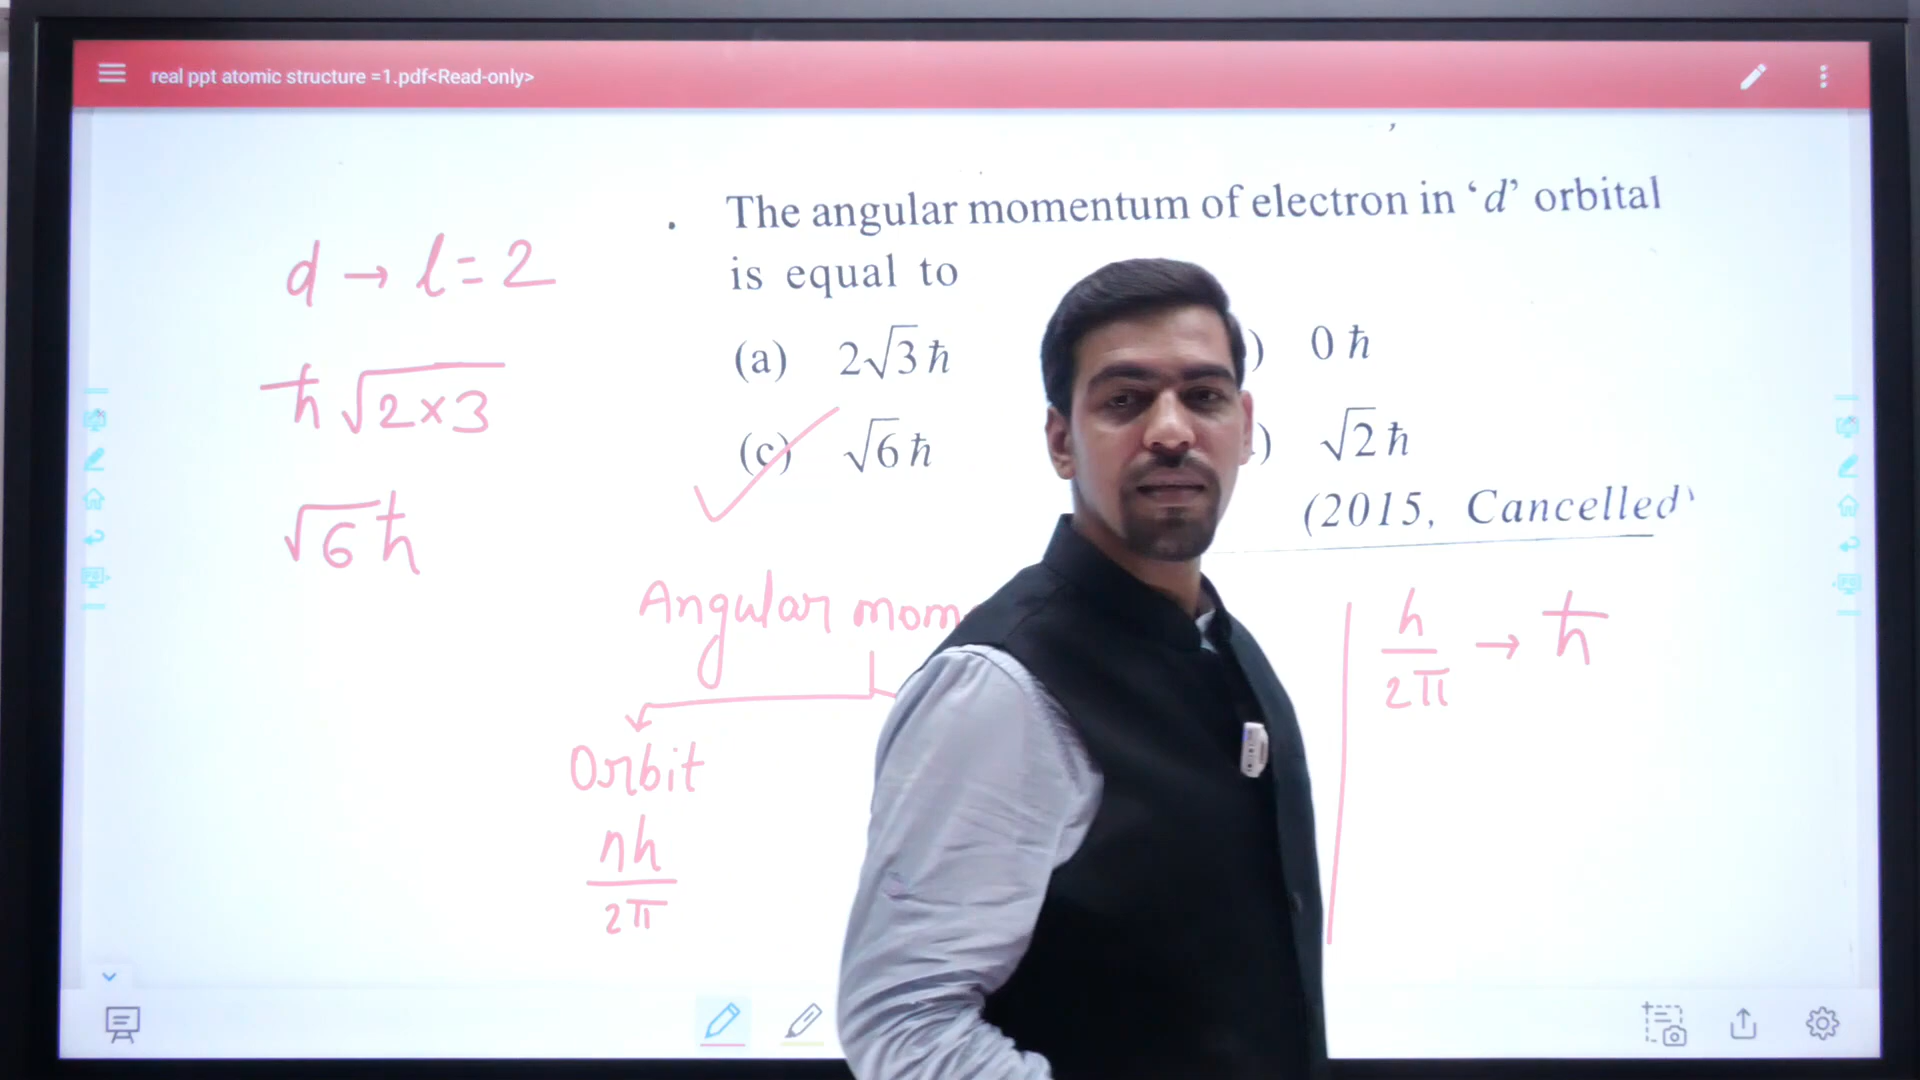 real ppt atomic structure =1.pdf<Read-only>
. The angular momentum of electron in ‘d’ orbital
is equal to
(a) 2√3 ħ
) 0 ħ
(c) √6 ħ
) √2 ħ
(2015, Cancelled)
d → l = 2
ħ √2×3
√6 ħ
Angular mom
Orbit
nh
2π
h
2π → ħ